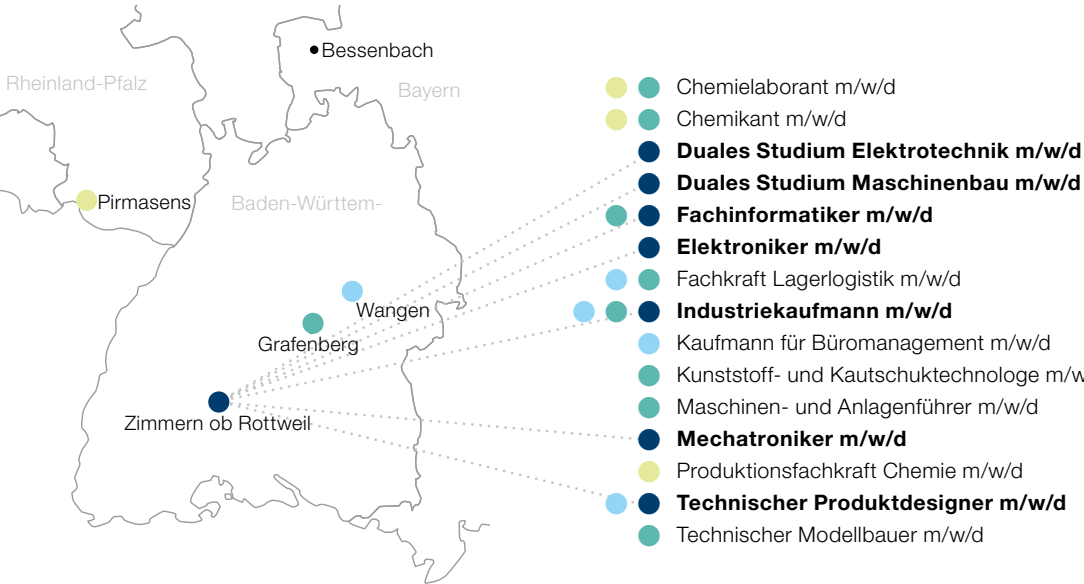 Bessenbach
Rheinland-Pfalz
Bayern
Pirmasens
Baden-Württem-
Wangen
Grafenberg
Zimmern ob Rottweil
Chemielaborant m/w/d
Chemikant m/w/d
Duales Studium Elektrotechnik m/w/d
Duales Studium Maschinenbau m/w/d
Fachinformatiker m/w/d
Elektroniker m/w/d
Fachkraft Lagerlogistik m/w/d
Industriekaufmann m/w/d
Kaufmann für Büromanagement m/w/d
Kunststoff- und Kautschuktechnologe m/w
Maschinen- und Anlagenführer m/w/d
Mechatroniker m/w/d
Produktionsfachkraft Chemie m/w/d
Technischer Produktdesigner m/w/d
Technischer Modellbauer m/w/d